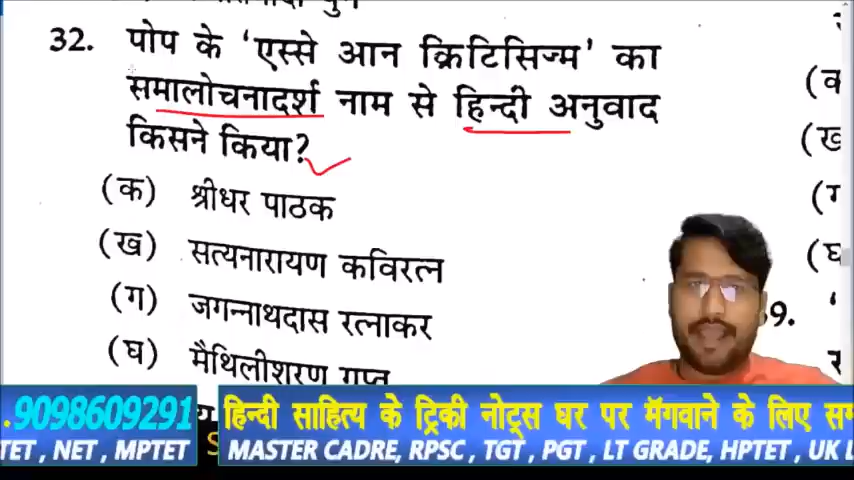 32. पोप के 'एस्से आन क्रिटिसिज्म' का
समालोचनादर्श नाम से हिन्दी अनुवाद
किसने किया?
(क) श्रीधर पाठक
(ख) सत्यनारायण कविरत्न
(ग) जगन्नाथदास रत्नाकर
(घ) मैथिलीशरण गुप्त
(क
(ख
(ग
(घ
9.
.9098609291
हिन्दी साहित्य के ट्रिकी नोट्स घर पर मॅगवाने के लिए
TET , NET , MPTET
MASTER CADRE, RPSC , TGT , PGT , LT GRADE, HPTET , UK L